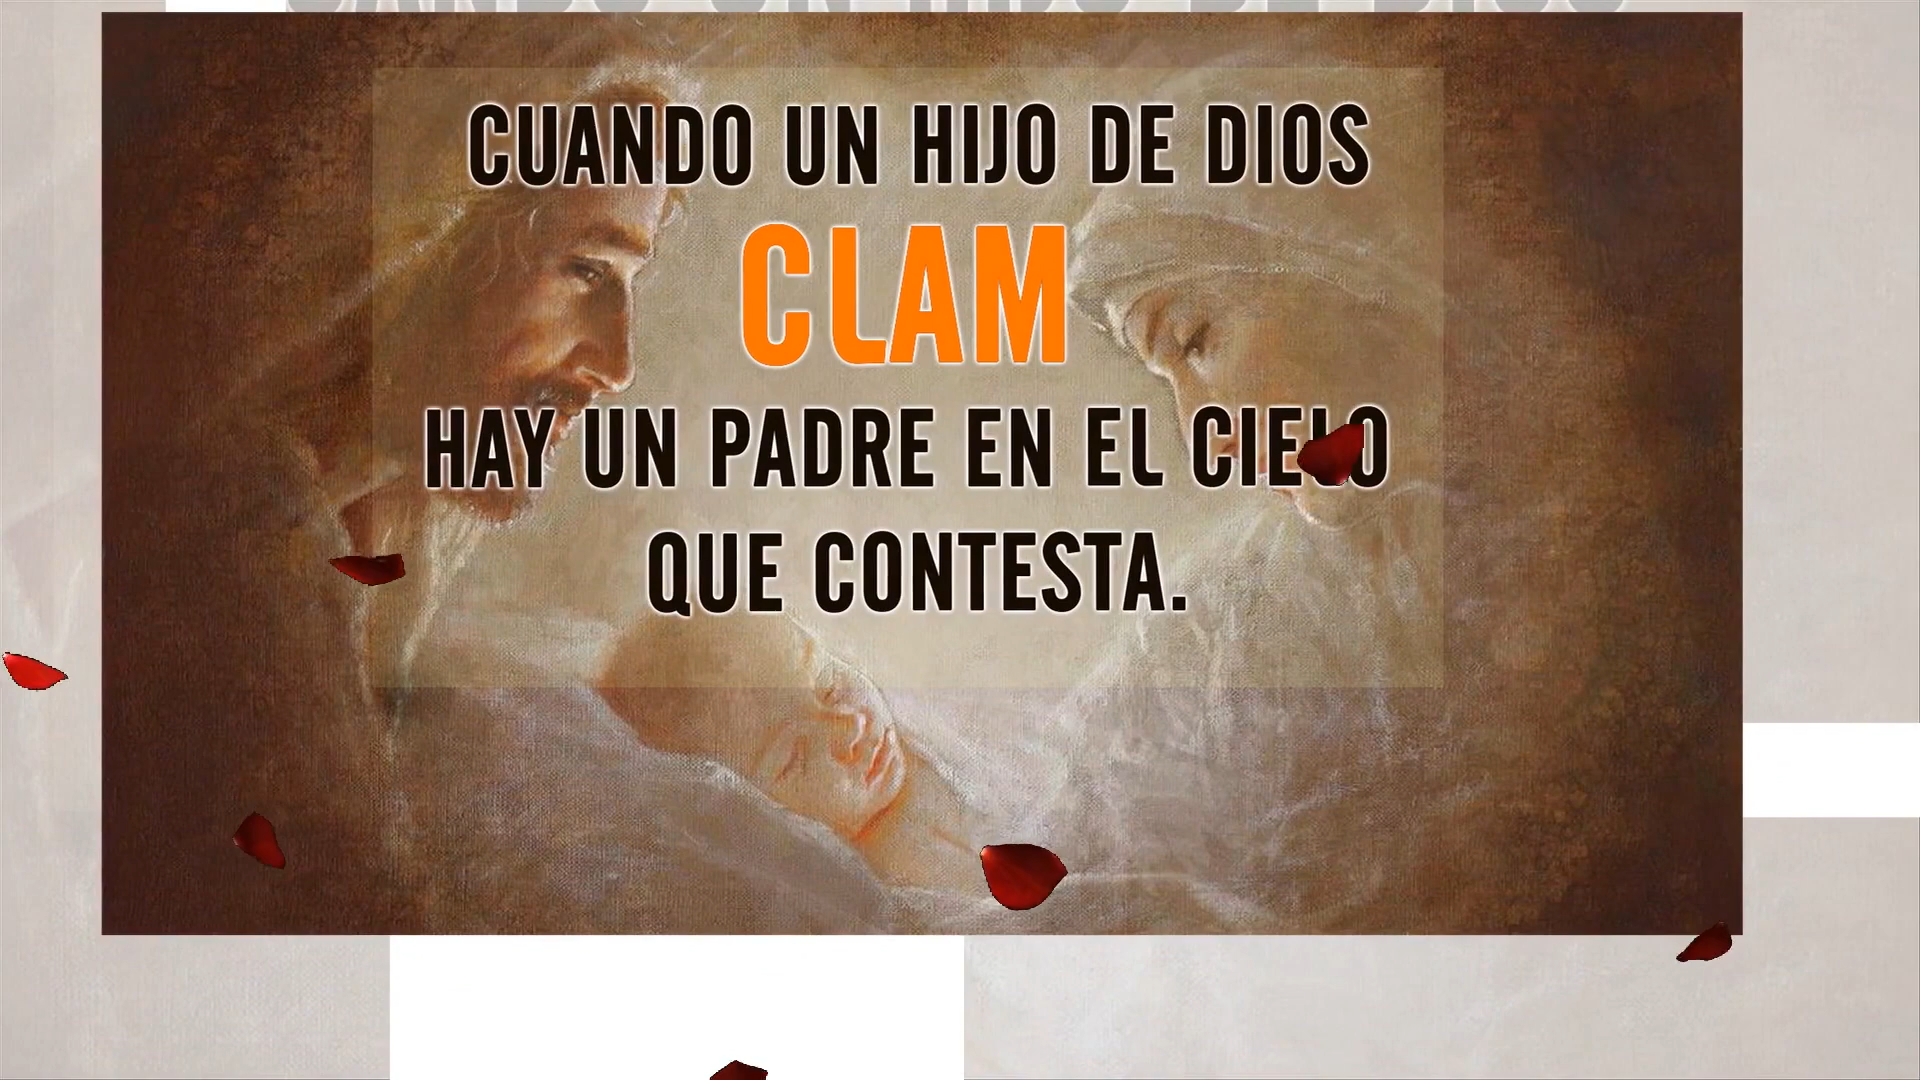 CUANDO UN HIJO DE DIOS
CLAM
HAY UN PADRE EN EL CIELO
QUE CONTESTA.